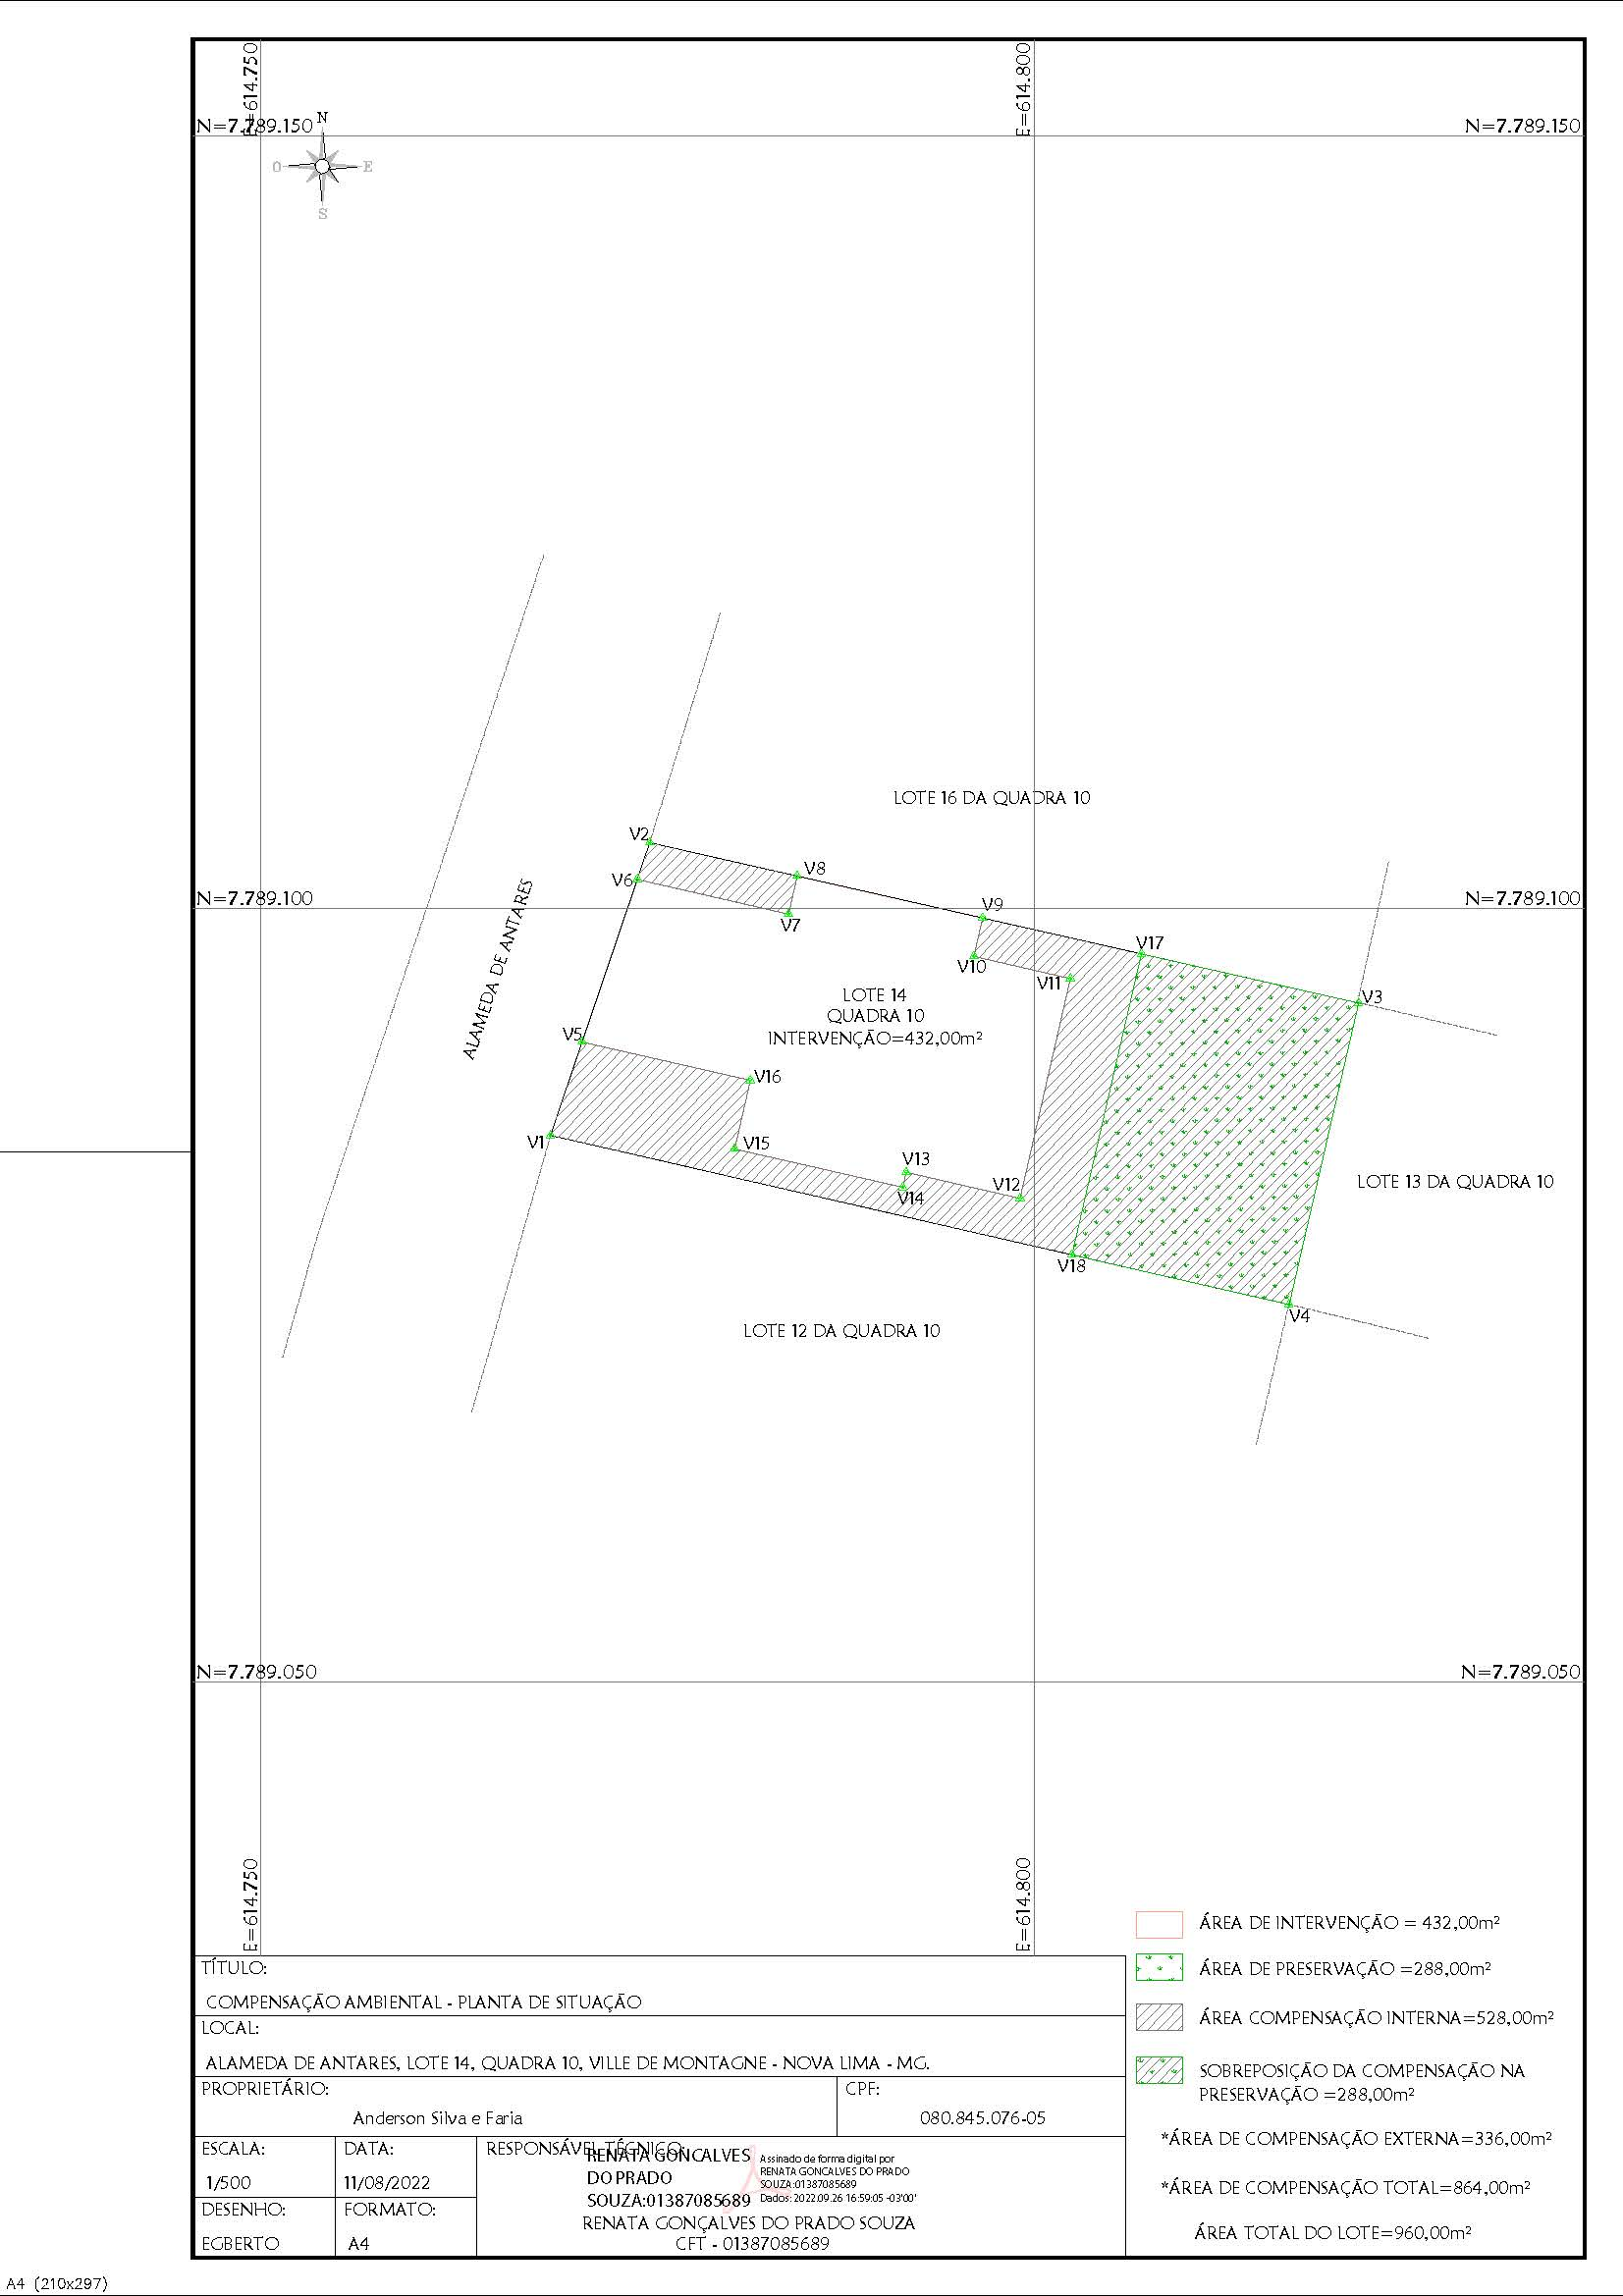 E=614.750
E=614.800
N=7.789.150
N=7.789.150
N
O
E
S
LOTE 16 DA QUADRA 10
V2
V8
V6
N=7.789.100
N=7.789.100
V9
V7
ALAMEDA DE ANTARES
V17
V10
V11
V3
LOTE 14
QUADRA 10
INTERVENÇÃO=432,00m²
V5
V16
V1
V15
V13
V12
V14
LOTE 13 DA QUADRA 10
V18
V4
LOTE 12 DA QUADRA 10
N=7.789.050
N=7.789.050
E=614.750
E=614.800
ÁREA DE INTERVENÇÃO = 432,00m²
ÁREA DE PRESERVAÇÃO =288,00m²
ÁREA COMPENSAÇÃO INTERNA=528,00m²
SOBREPOSIÇÃO DA COMPENSAÇÃO NA
PRESERVAÇÃO =288,00m²
*ÁREA DE COMPENSAÇÃO EXTERNA=336,00m²
*ÁREA DE COMPENSAÇÃO TOTAL=864,00m²
ÁREA TOTAL DO LOTE=960,00m²
TÍTULO:
COMPENSAÇÃO AMBIENTAL - PLANTA DE SITUAÇÃO
LOCAL:
ALAMEDA DE ANTARES, LOTE 14, QUADRA 10, VILLE DE MONTAGNE - NOVA LIMA - MG.
PROPRIETÁRIO:
Anderson Silva e Faria
CPF:
080.845.076-05
ESCALA:
1/500
DATA:
11/08/2022
DESENHO:
EGBERTO
FORMATO:
A4
RESPONSÁVEL TÉCNICO:
RENATA GONCALVES
DO PRADO
SOUZA:01387085689
Assinado de forma digital por
RENATA GONCALVES DO PRADO
SOUZA:01387085689
Dados: 2022.09.26 16:59:05 -03'00'
RENATA GONÇALVES DO PRADO SOUZA
CFT - 01387085689
A4 (210x297)